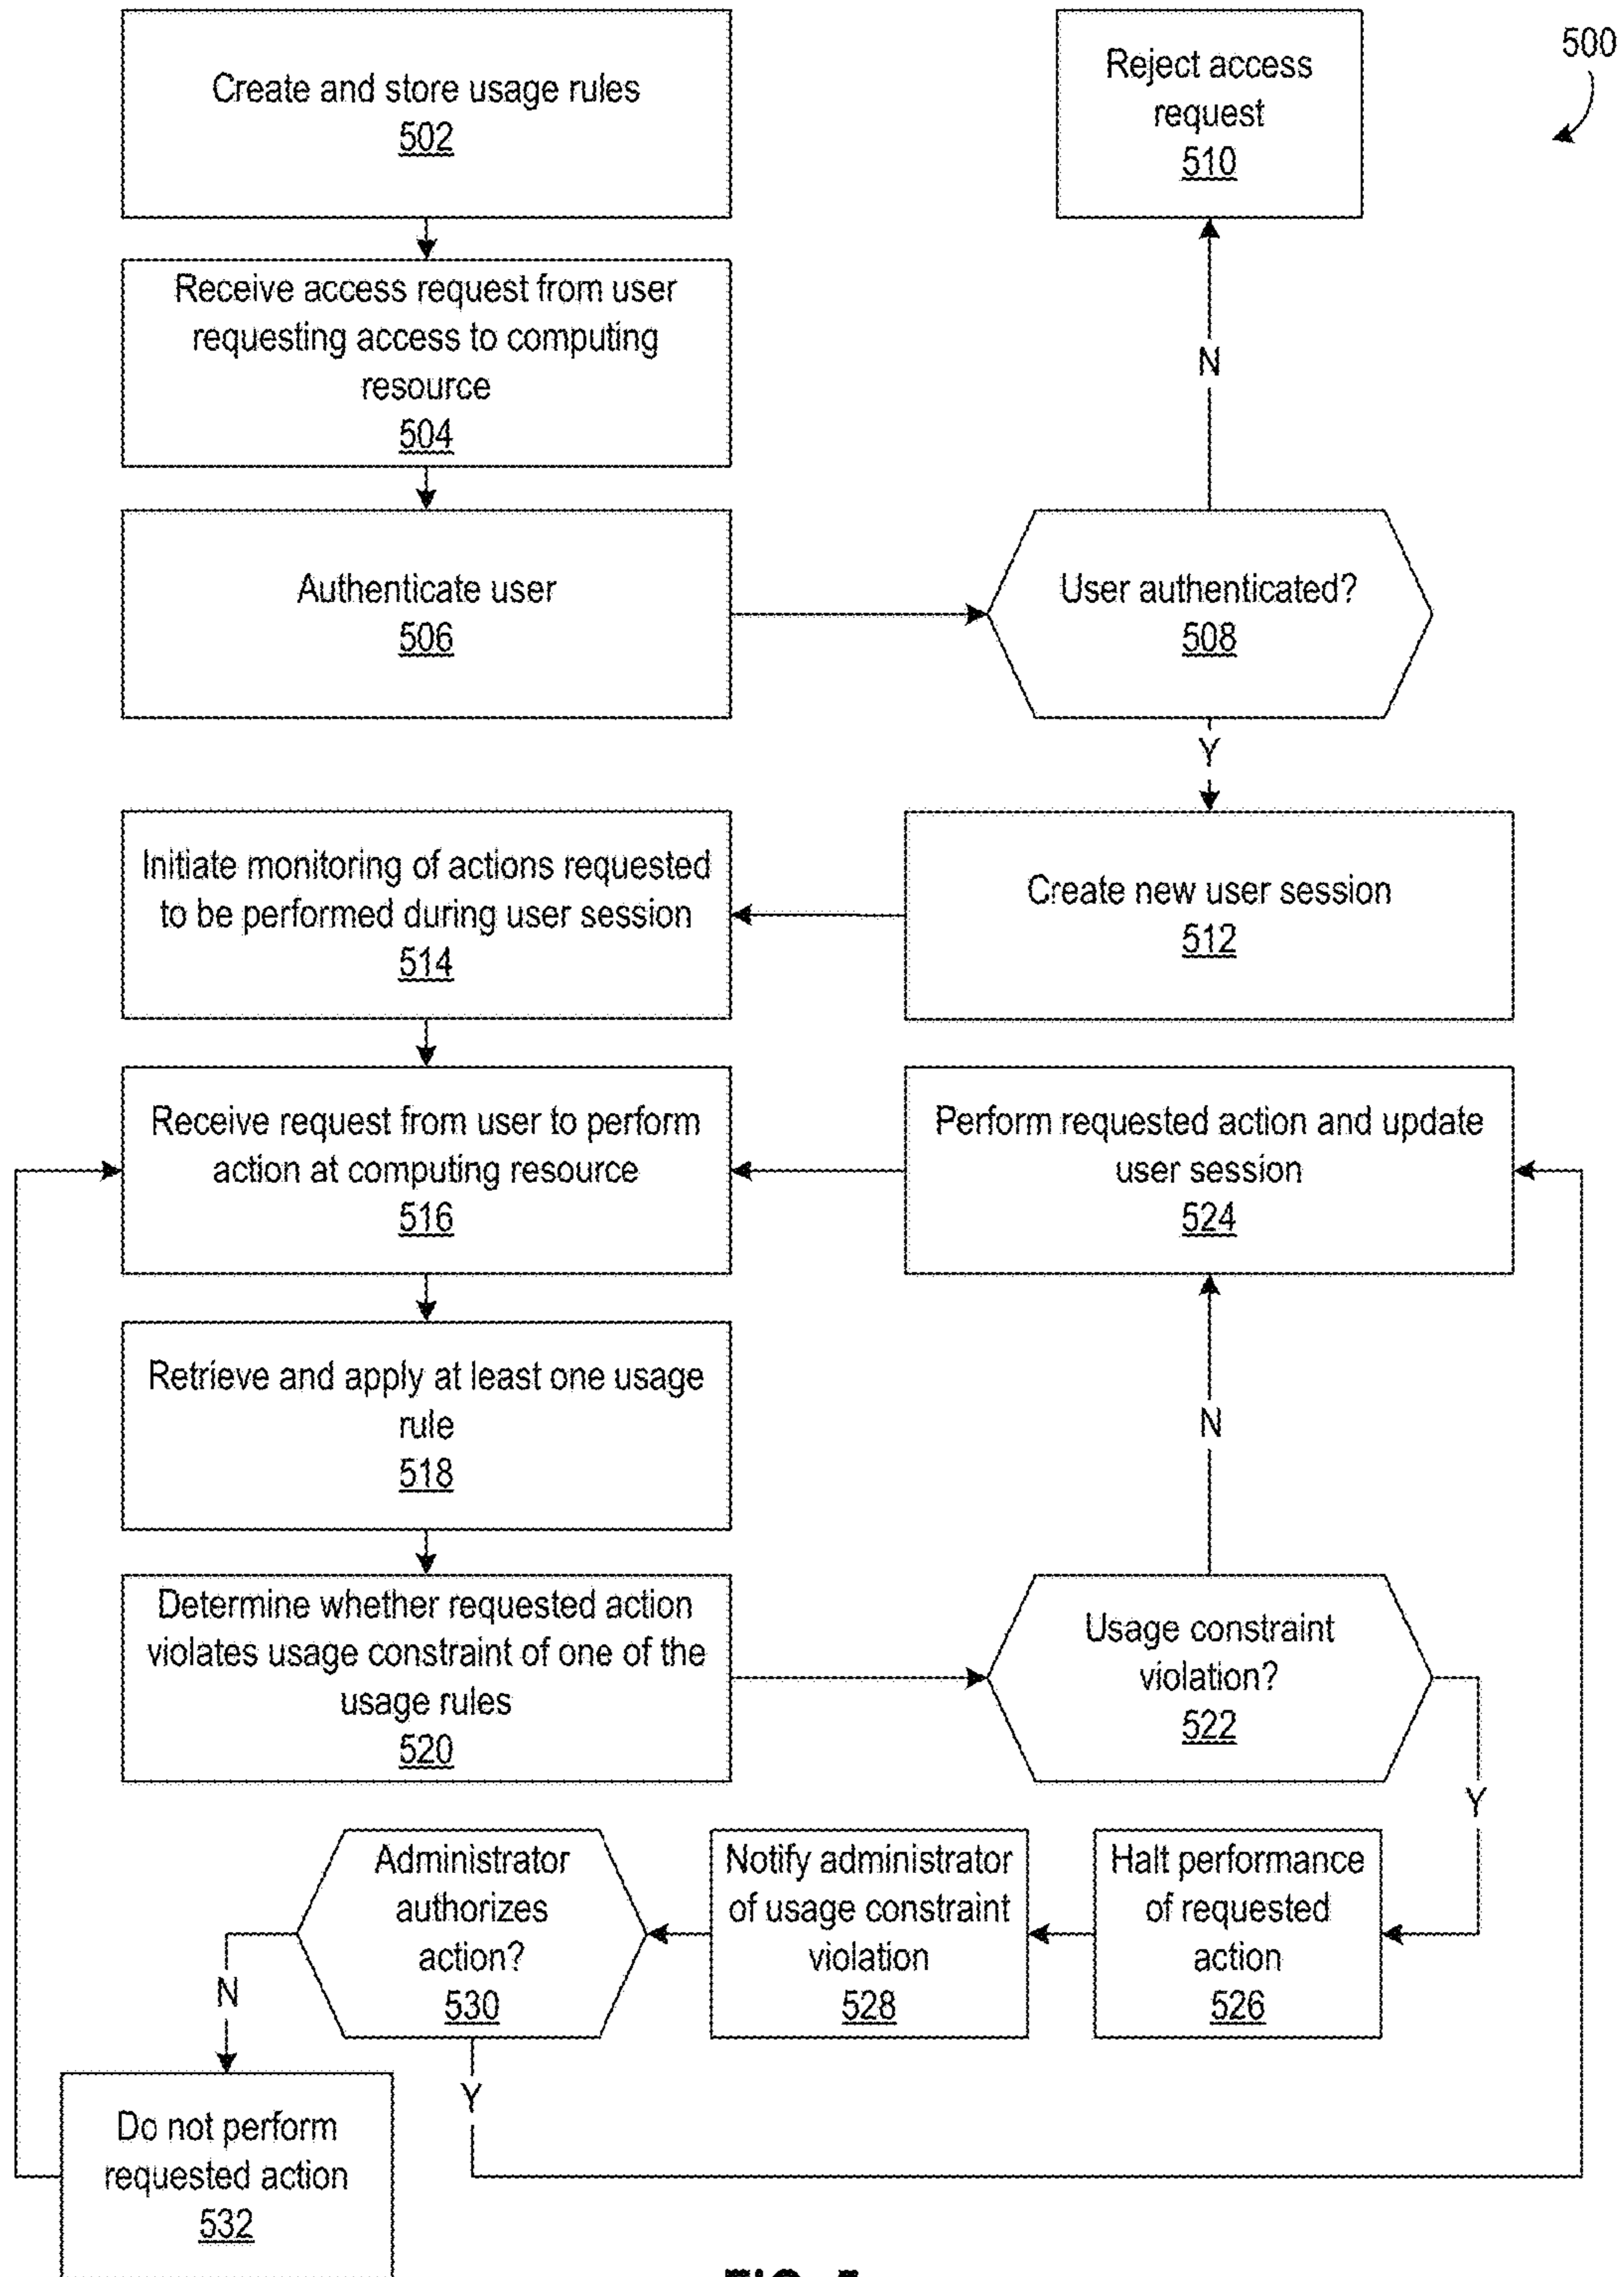 500
Create and store usage rules
502
Reject access
request
510
Receive access request from user
requesting access to computing
resource
504
N
Authenticate user
506
User authenticated?
508
Y
Initiate monitoring of actions requested
to be performed during user session
514
Create new user session
512
Receive request from user to perform
action at computing resource
516
Perform requested action and update
user session
524
Retrieve and apply at least one usage
rule
518
N
Determine whether requested action
violates usage constraint of one of the
usage rules
520
Usage constraint
violation?
522
Y
Administrator
authorizes
action?
530
Notify administrator
of usage constraint
violation
528
Halt performance
of requested
action
526
N
Y
Do not perform
requested action
532